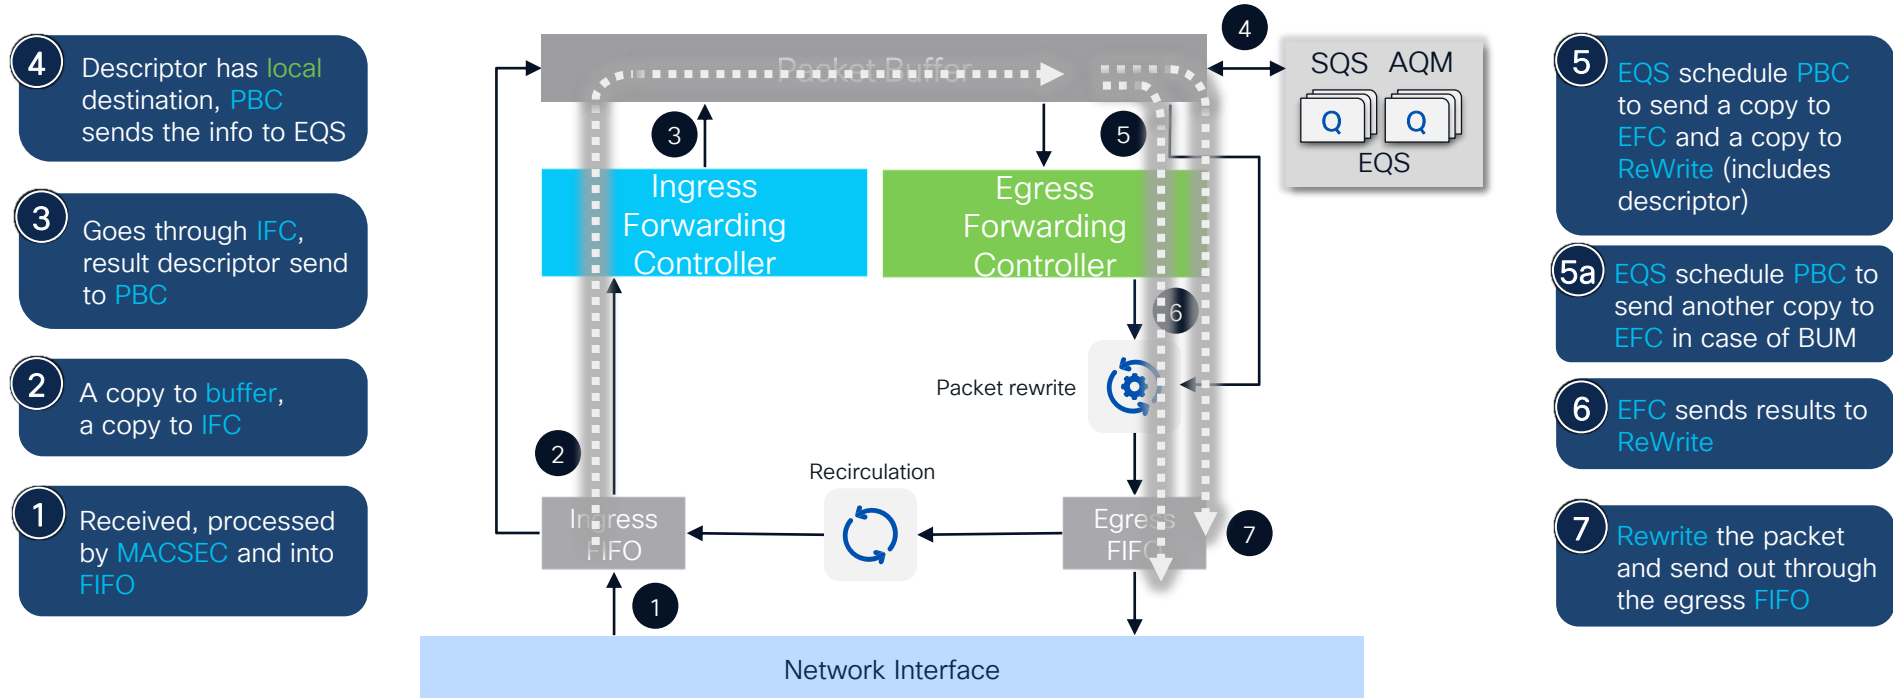 4
Descriptor has local
destination, PBC
sends the info to EQS
3
Goes through IFC,
result descriptor send
to PBC
2
A copy to buffer,
a copy to IFC
1
Received, processed
by MACSEC and into
FIFO
Packet Buffer
4
SQS AQM
Q Q
EQS
3
5
Ingress
Forwarding
Controller
Egress
Forwarding
Controller
6
Packet rewrite
2
Recirculation
Ingress
FIFO
Egress
FIFO
7
1
Network Interface
5
EQS schedule PBC
to send a copy to
EFC and a copy to
ReWrite (includes
descriptor)
5a
EQS schedule PBC to
send another copy to
EFC in case of BUM
6
EFC sends results to
ReWrite
7
Rewrite the packet
and send out through
the egress FIFO